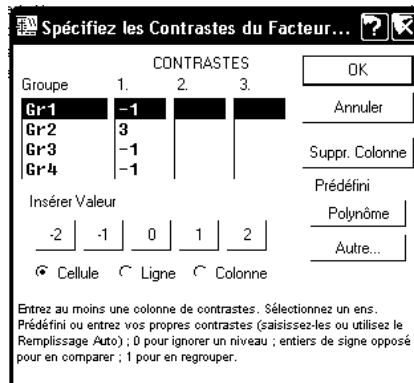 Spécifiez les Contrastes du Facteur...
CONTRASTES
Groupe 1. 2. 3.
Gr1 -1
Gr2 3
Gr3 -1
Gr4 -1
Insérer Valeur
-2 -1 0 1 2
Cellule Ligne Colonne
OK
Annuler
Suppr. Colonne
Prédéfini
Polynôme
Autre...
Entrez au moins une colonne de contrastes. Sélectionnez un ens.
Prédéfini ou entrez vos propres contrastes (saisissez-les ou utilisez le
Remplissage Auto) ; 0 pour ignorer un niveau ; entiers de signe opposé
pour en comparer ; 1 pour en regrouper.